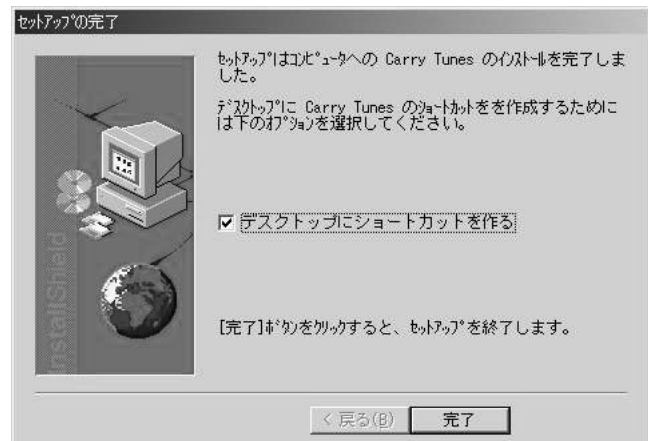 ｾｯﾄｱｯﾌﾟの完了
ｾｯﾄｱｯﾌﾟはｺﾝﾋﾟｭｰﾀへの Carry Tunes のｲﾝｽﾄｰﾙを完了しま
した。
ﾃﾞｽｸﾄｯﾌﾟに Carry Tunes のｼｮｰﾄｶｯﾄをを作成するために
は下のｵﾌﾟｼｮﾝを選択してください。
デスクトップにショートカットを作る
InstallShield
[完了]ﾎﾞﾀﾝをｸﾘｯｸすると、ｾｯﾄｱｯﾌﾟを終了します。
< 戻る(B)
完了